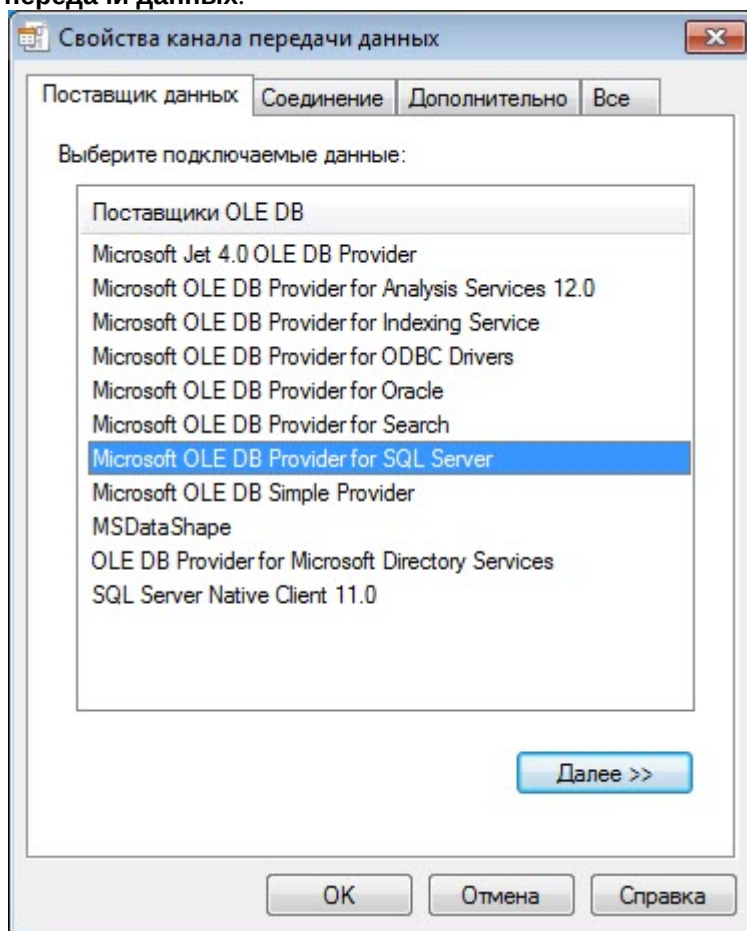 передачи данных.
Свойства канала передачи данных
Поставщик данных Соединение Дополнительно Все
Выберите подключаемые данные:
Поставщики OLE DB
Microsoft Jet 4.0 OLE DB Provider
Microsoft OLE DB Provider for Analysis Services 12.0
Microsoft OLE DB Provider for Indexing Service
Microsoft OLE DB Provider for ODBC Drivers
Microsoft OLE DB Provider for Oracle
Microsoft OLE DB Provider for Search
Microsoft OLE DB Provider for SQL Server
Microsoft OLE DB Simple Provider
MSDataShape
OLE DB Provider for Microsoft Directory Services
SQL Server Native Client 11.0
Далее >>
ОК Отмена Справка